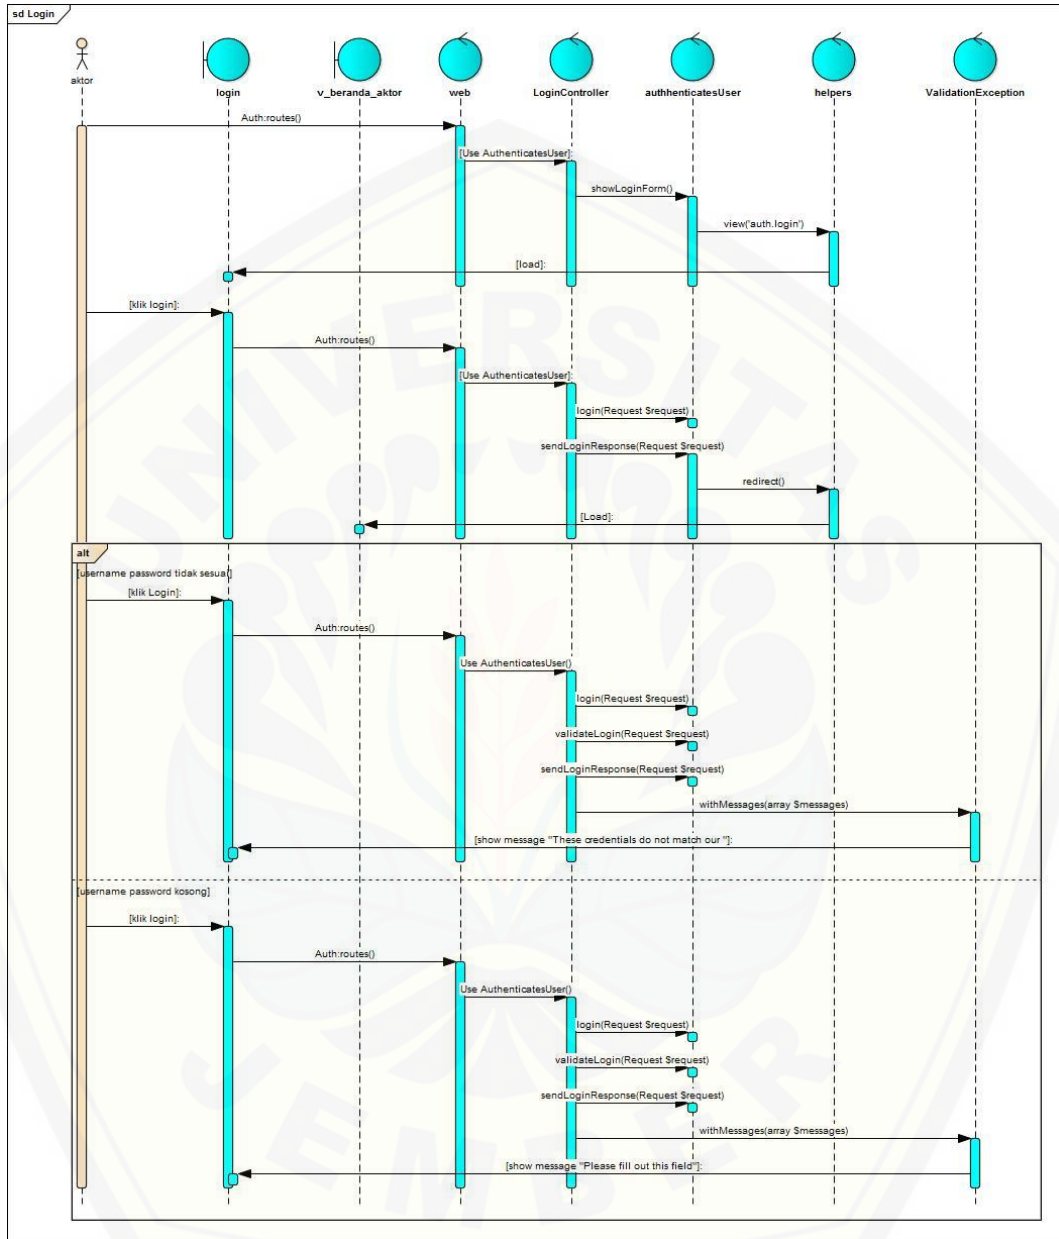 sd Login
aktor
login
v_beranda_aktor
web
LoginController
authhenticatesUser
helpers
ValidationException
Auth:routes()
[Use AuthenticatesUser]:
showLoginForm()
view('auth.login')
[load]:
[klik login]:
Auth:routes()
[Use AuthenticatesUser]:
login(Request $request)
sendLoginResponse(Request $request)
redirect()
[Load]:
alt
[username password tidak sesuai]
[klik Login]:
Auth:routes()
Use AuthenticatesUser()
login(Request $request)
validateLogin(Request $request)
sendLoginResponse(Request $request)
withMessages(array $messages)
[show message "These credentials do not match our "]:
[username password kosong]
[klik login]:
Auth:routes()
Use AuthenticatesUser()
login(Request $request)
validateLogin(Request $request)
sendLoginResponse(Request $request)
withMessages(array $messages)
[show message "Please fill out this field"]:
UNIVERSITAS
JEMBER